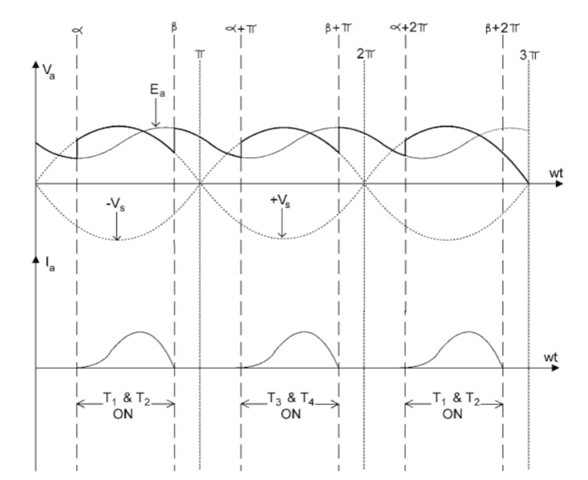 ∝ β ∝+π β+π ∝+2π β+2π
π 2π 3π
Va
Ea
wt
-Vs +Vs
Ia
wt
T1 & T2 ON
T3 & T4 ON
T1 & T2 ON